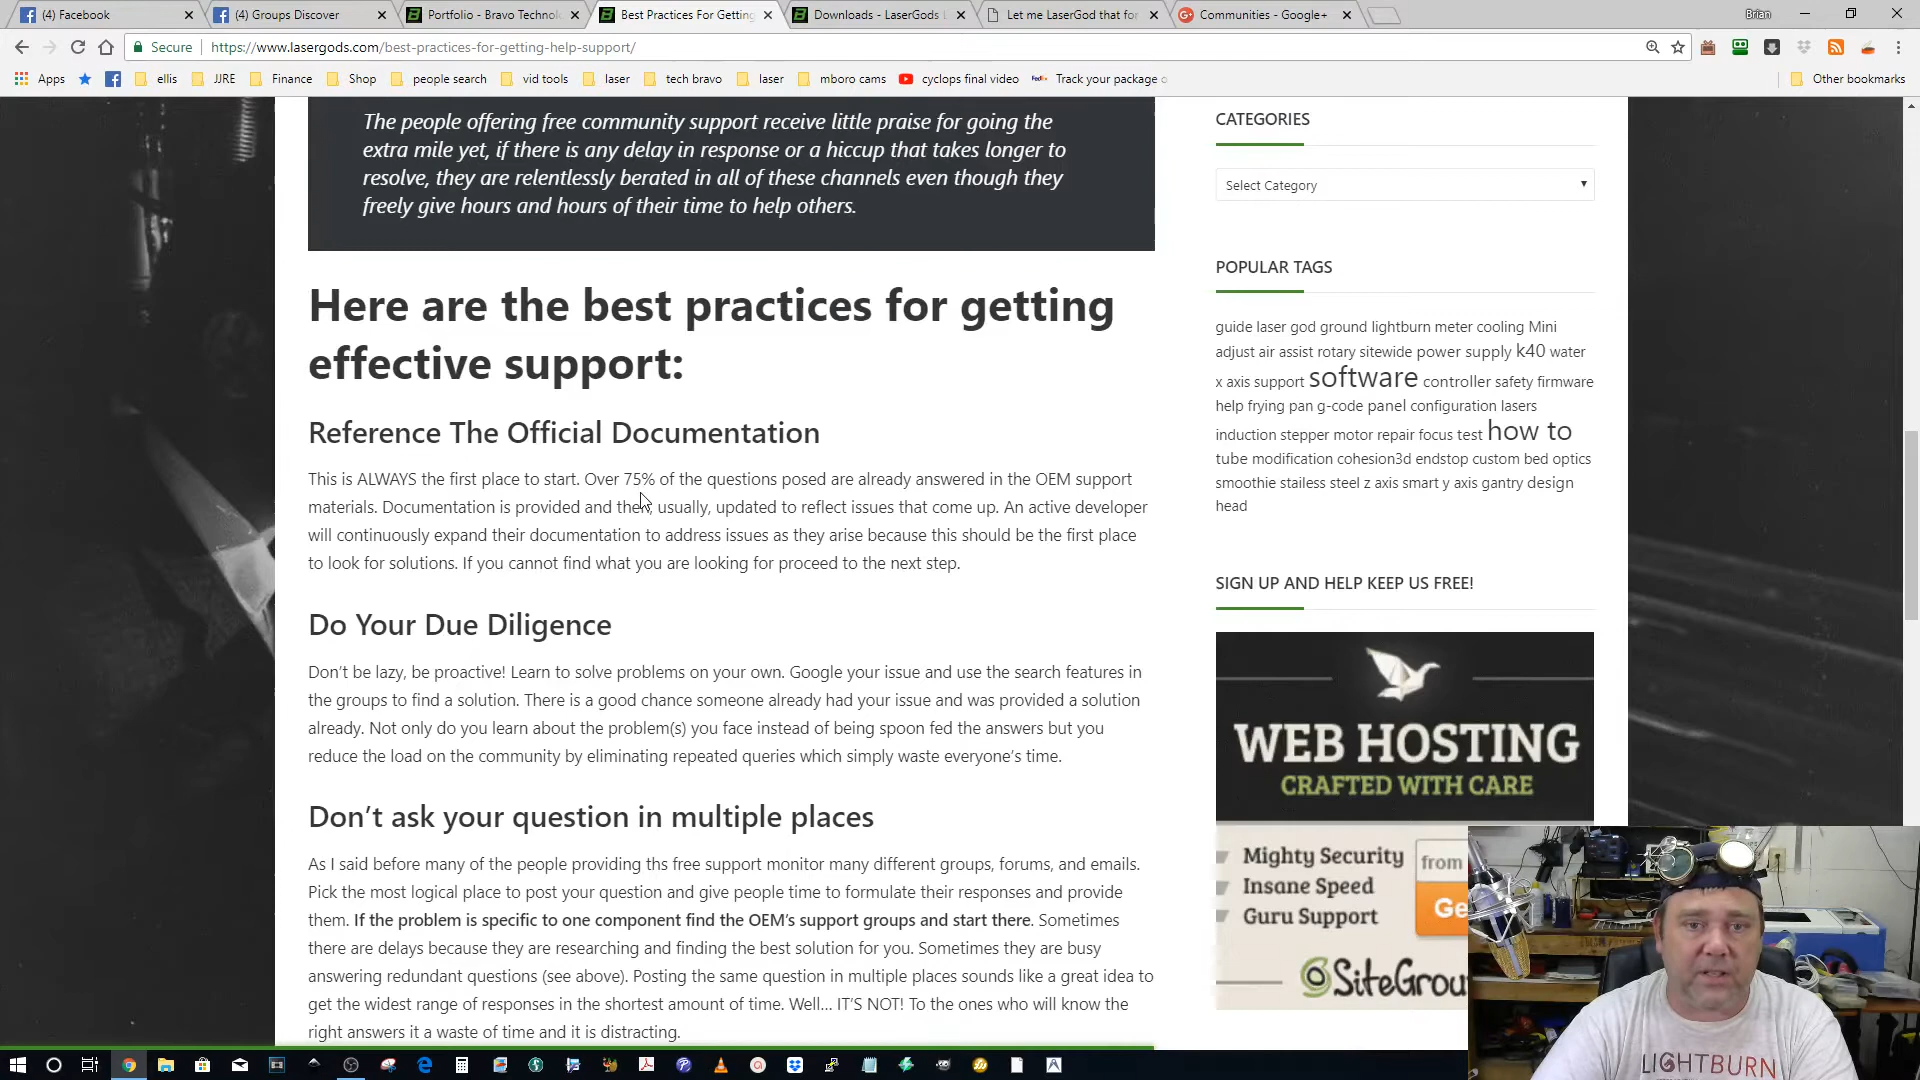 (4) Facebook
(4) Groups Discover
Portfolio - Bravo Technol
Best Practices For Getting
Downloads - LaserGods L
Let me LaserGod that for
Communities - Google+
Brian
Secure
https://www.lasergods.com/best-practices-for-getting-help-support/
Apps
ellis
JJRE
Finance
Shop
people search
vid tools
laser
tech bravo
laser
mboro cams
cyclops final video
FedEx
Track your package o
Other bookmarks
The people offering free community support receive little praise for going the
extra mile yet, if there is any delay in response or a hiccup that takes longer to
resolve, they are relentlessly berated in all of these channels even though they
freely give hours and hours of their time to help others.
Here are the best practices for getting
effective support:
Reference The Official Documentation
This is ALWAYS the first place to start. Over 75% of the questions posed are already answered in the OEM support
materials. Documentation is provided and then, usually, updated to reflect issues that come up. An active developer
will continuously expand their documentation to address issues as they arise because this should be the first place
to look for solutions. If you cannot find what you are looking for proceed to the next step.
Do Your Due Diligence
Don't be lazy, be proactive! Learn to solve problems on your own. Google your issue and use the search features in
the groups to find a solution. There is a good chance someone already had your issue and was provided a solution
already. Not only do you learn about the problem(s) you face instead of being spoon fed the answers but you
reduce the load on the community by eliminating repeated queries which simply waste everyone's time.
Don't ask your question in multiple places
As I said before many of the people providing ths free support monitor many different groups, forums, and emails.
Pick the most logical place to post your question and give people time to formulate their responses and provide
them. If the problem is specific to one component find the OEM's support groups and start there. Sometimes
there are delays because they are researching and finding the best solution for you. Sometimes they are busy
answering redundant questions (see above). Posting the same question in multiple places sounds like a great idea to
get the widest range of responses in the shortest amount of time. Well... IT'S NOT! To the ones who will know the
right answers it a waste of time and it is distracting.
CATEGORIES
Select Category
POPULAR TAGS
guide laser god ground lightburn meter cooling Mini
adjust air assist rotary sitewide power supply k40 water
x axis support software controller safety firmware
help frying pan g-code panel configuration lasers
induction stepper motor repair focus test how to
tube modification cohesion3d endstop custom bed optics
smoothie stailess steel z axis smart y axis gantry design
head
SIGN UP AND HELP KEEP US FREE!
WEB HOSTING
CRAFTED WITH CARE
Mighty Security
Insane Speed
Guru Support
from
Ge
SiteGrou
LIGHTBURN